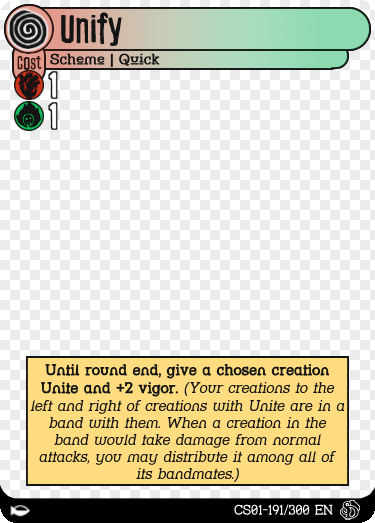 Unify
cost
Scheme | Quick
1
1
Until round end, give a chosen creation
Unite and +2 vigor. (Your creations to the
left and right of creations with Unite are in a
band with them. When a creation in the
band would take damage from normal
attacks, you may distribute it among all of
its bandmates.)
CS01-191/300 EN